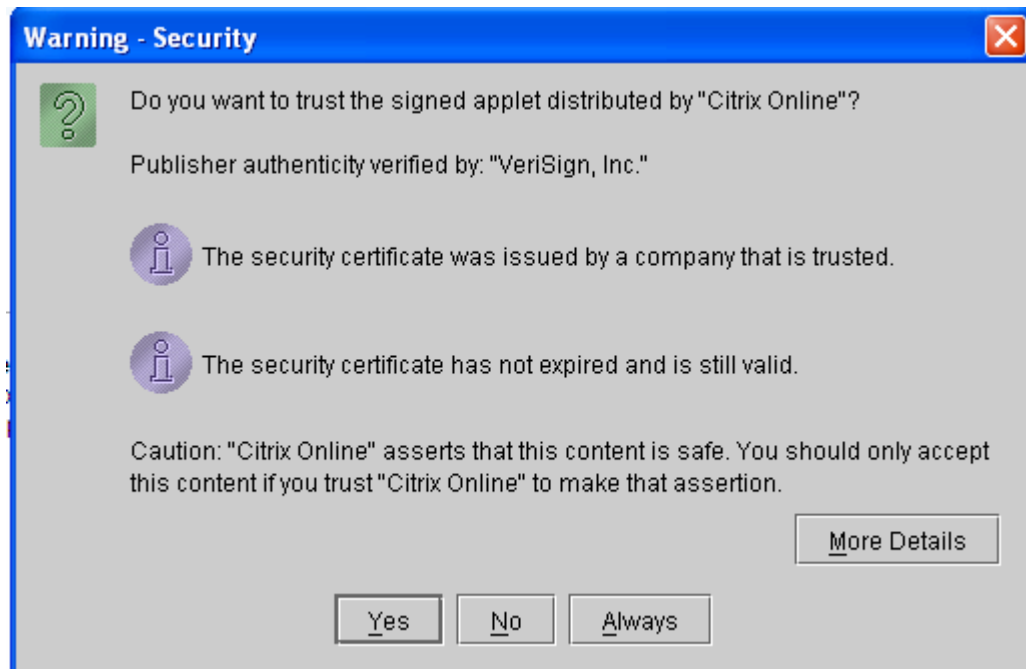 Warning - Security
Do you want to trust the signed applet distributed by "Citrix Online"?
Publisher authenticity verified by: "VeriSign, Inc."
The security certificate was issued by a company that is trusted.
The security certificate has not expired and is still valid.
Caution: "Citrix Online" asserts that this content is safe. You should only accept
this content if you trust "Citrix Online" to make that assertion.
More Details
Yes No Always